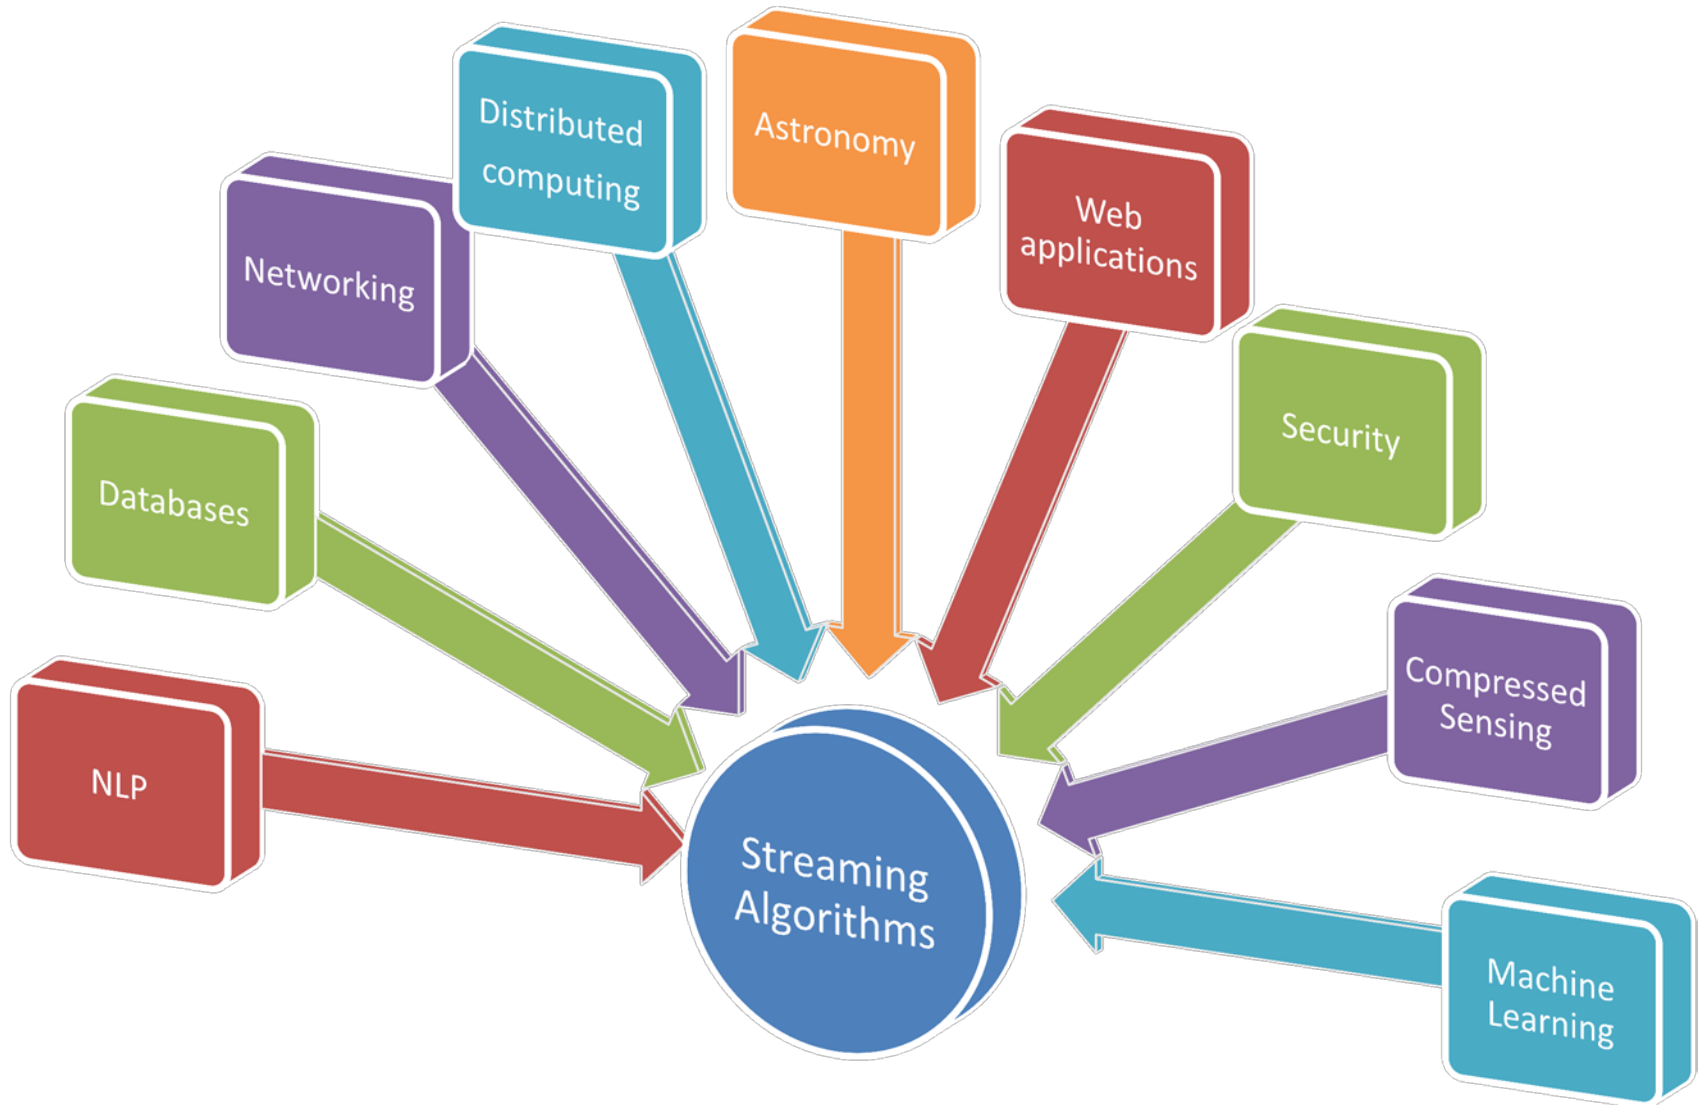 NLP
Databases
Networking
Distributed
computing
Astronomy
Web
applications
Security
Compressed
Sensing
Machine
Learning
Streaming
Algorithms